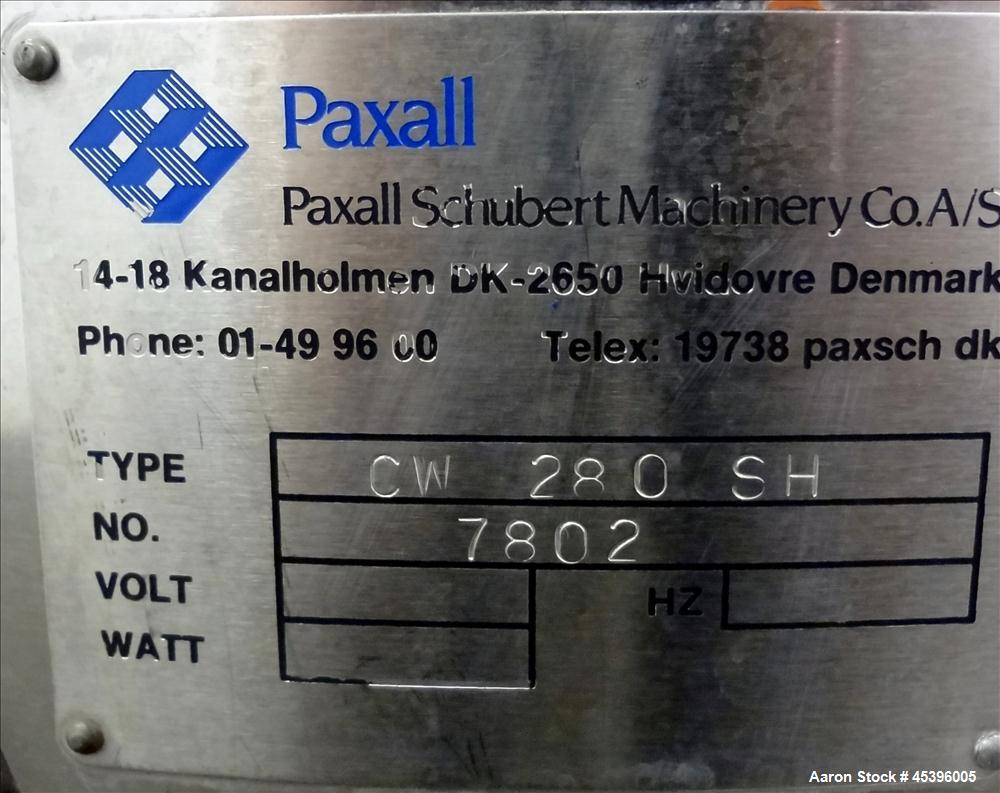 Paxall
Paxall Schubert Machinery Co.A/S
14-18 Kanalholmen DK-2650 Hvidovre Denmark
Phone: 01-49 96 00 Telex: 19738 paxsch dk
TYPE CW 280 SH
NO. 7802
VOLT HZ
WATT
Aaron Stock # 45396005